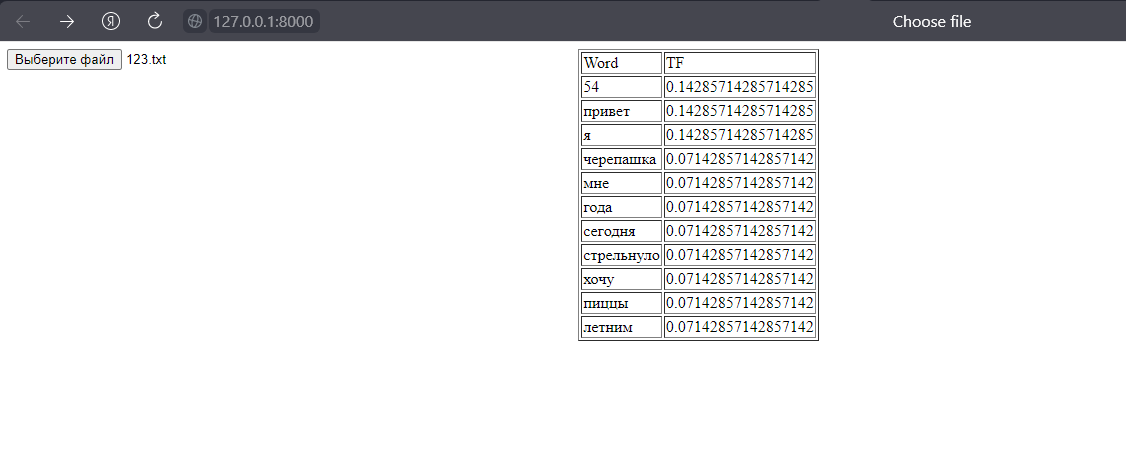 127.0.0.1:8000 Choose file
Выберите файл 123.txt
Word TF
54 0.14285714285714285
привет 0.14285714285714285
я 0.14285714285714285
черепашка 0.07142857142857142
мне 0.07142857142857142
года 0.07142857142857142
сегодня 0.07142857142857142
стрельнуло 0.07142857142857142
хочу 0.07142857142857142
пиццы 0.07142857142857142
летним 0.07142857142857142